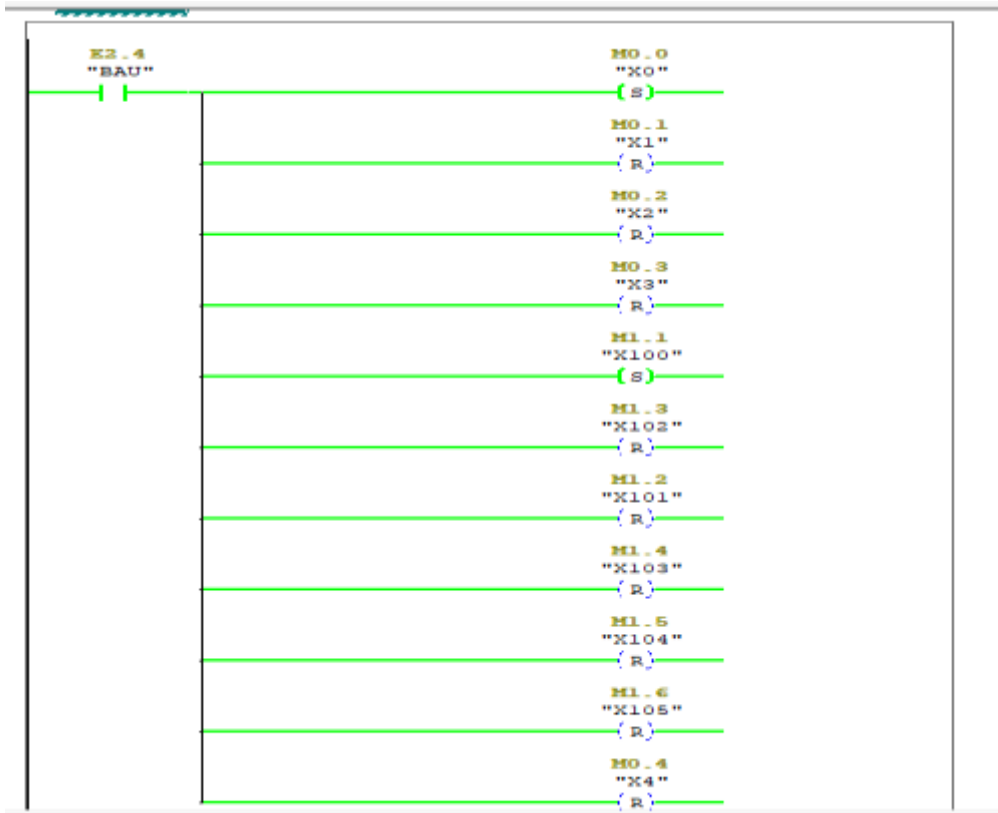 E2.4 M0.0
"BAU" "X0"
S
M0.1
"X1"
R
M0.2
"X2"
R
M0.3
"X3"
R
M1.1
"X100"
S
M1.3
"X102"
R
M1.2
"X101"
R
M1.4
"X103"
R
M1.5
"X104"
R
M1.6
"X105"
R
M0.4
"X4"
R